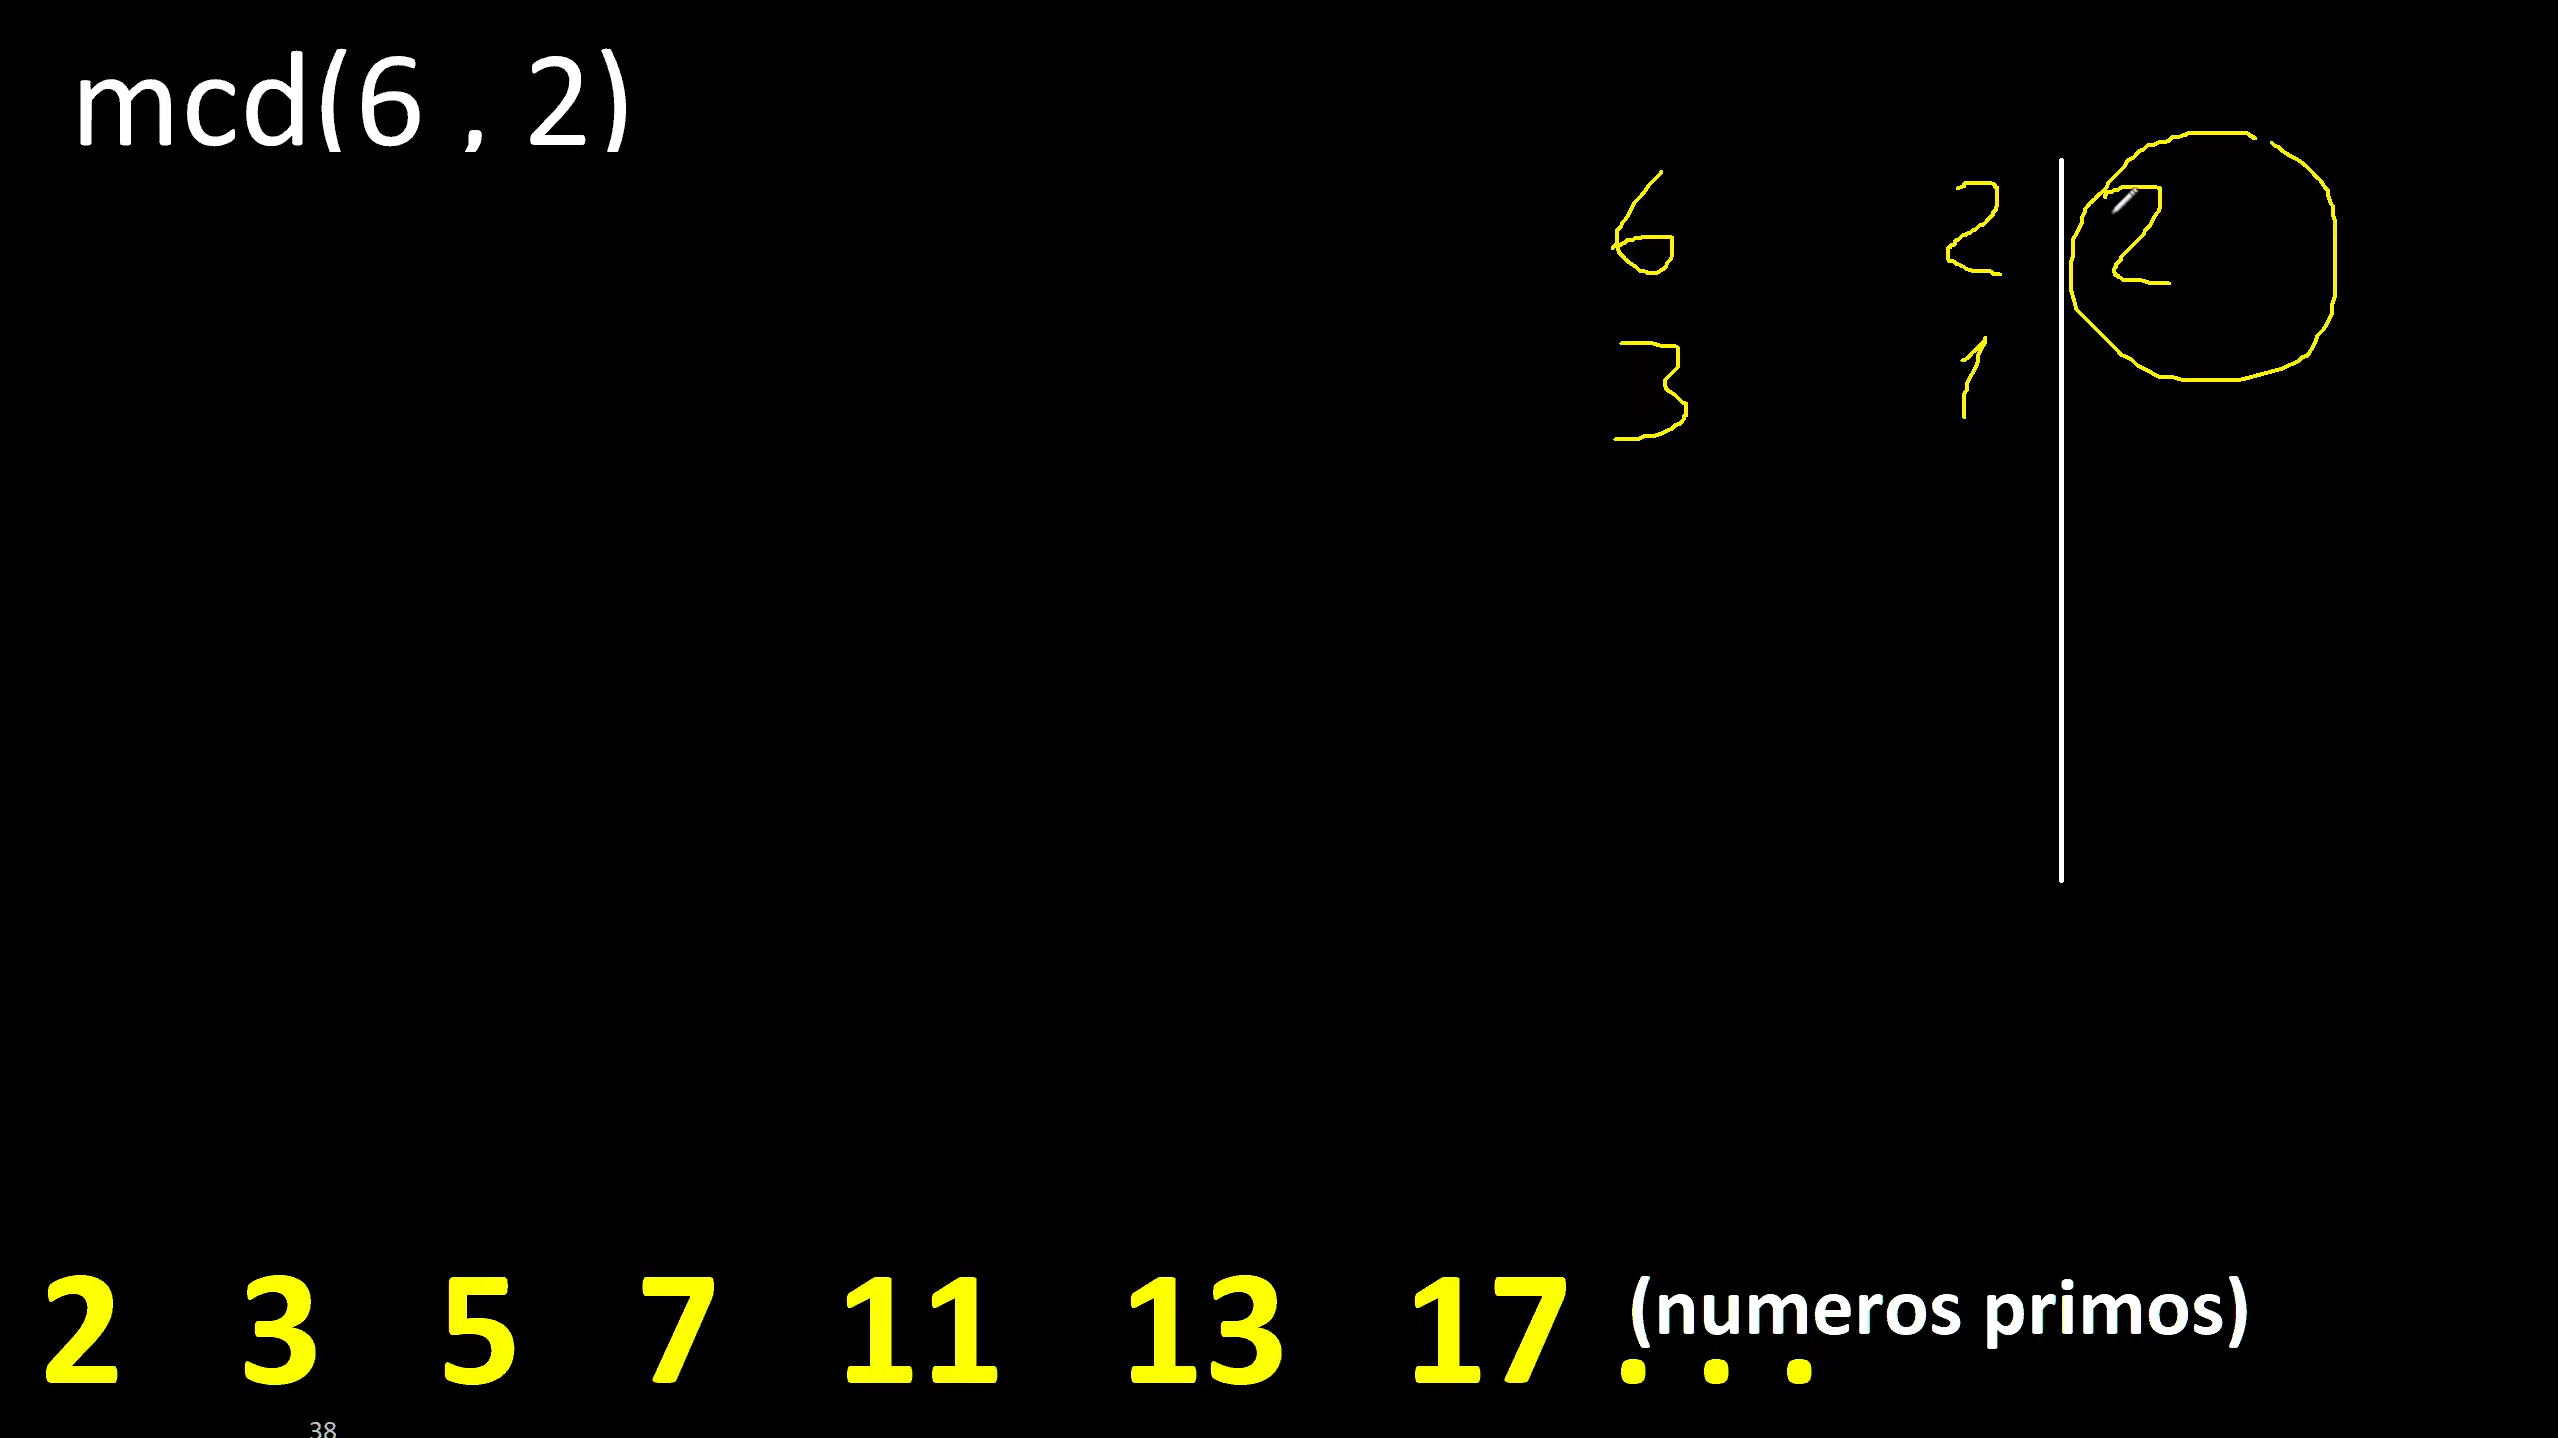 mcd(6 , 2)
6 2 2
3 1
2 3 5 7 11 13 17 . . . (numeros primos)
38